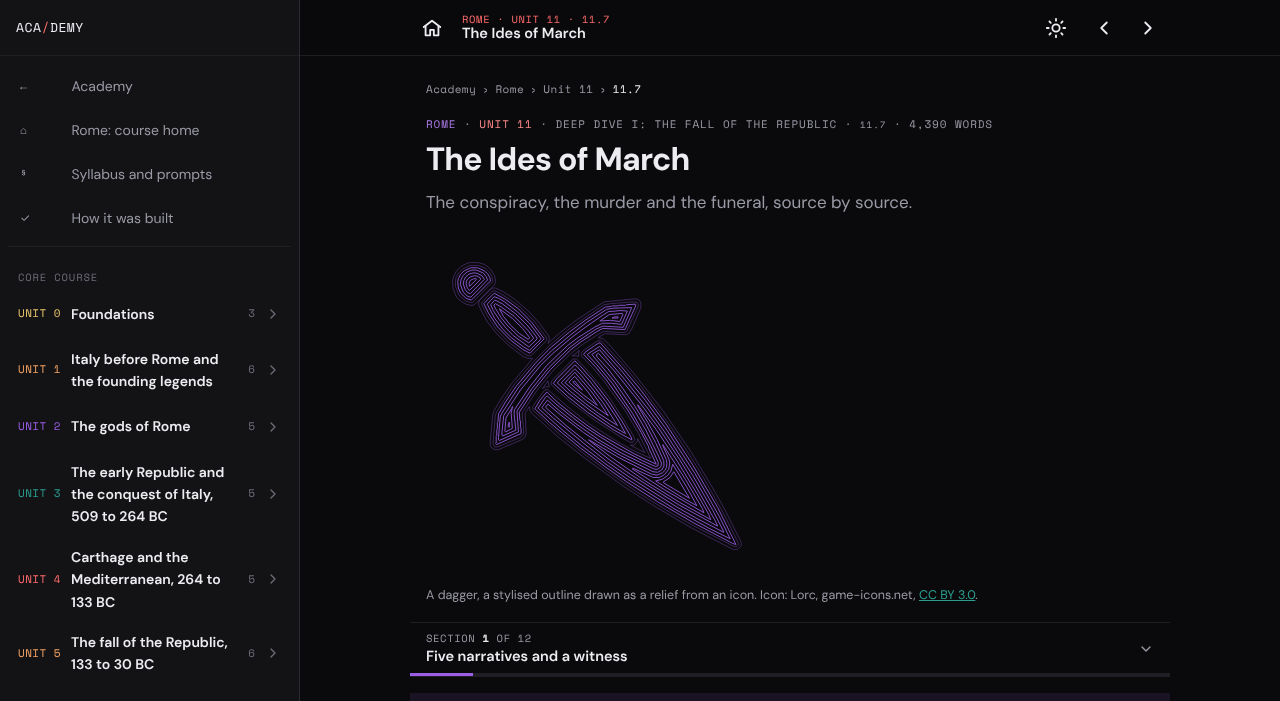 ACA/DEMY
← Academy
⌂ Rome: course home
§ Syllabus and prompts
✓ How it was built
CORE COURSE
UNIT 0 Foundations 3
UNIT 1 Italy before Rome and the founding legends 6
UNIT 2 The gods of Rome 5
UNIT 3 The early Republic and the conquest of Italy, 509 to 264 BC 5
UNIT 4 Carthage and the Mediterranean, 264 to 133 BC 5
UNIT 5 The fall of the Republic, 133 to 30 BC 6
ROME · UNIT 11 · 11.7
The Ides of March
Academy › Rome › Unit 11 › 11.7
ROME · UNIT 11 · DEEP DIVE I: THE FALL OF THE REPUBLIC · 11.7 · 4,390 WORDS
The Ides of March
The conspiracy, the murder and the funeral, source by source.
A dagger, a stylised outline drawn as a relief from an icon. Icon: Lorc, game-icons.net, CC BY 3.0.
SECTION 1 OF 12
Five narratives and a witness